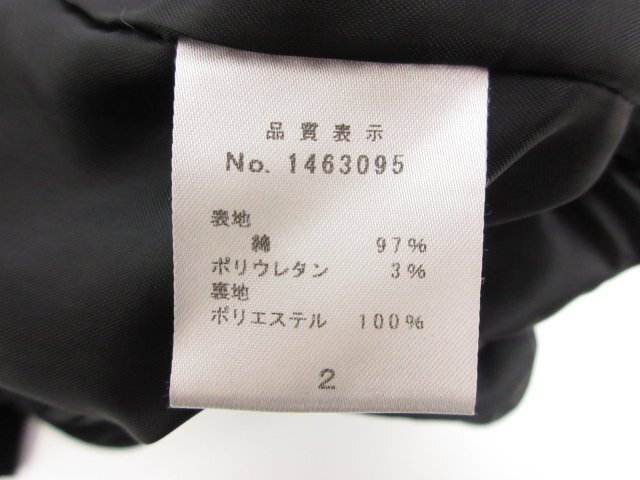 品質表示
No. 1463095
表地
綿 97%
ポリウレタン 3%
裏地
ポリエステル 100%
2